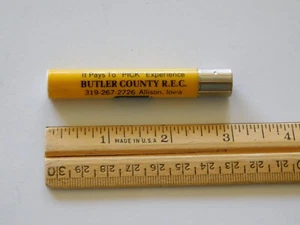 It Pays To "PICK" Experience
BUTLER COUNTY R.E.C.
319-267-2726 Allison, Iowa
1 2 3 4
MADE IN U.S.A.